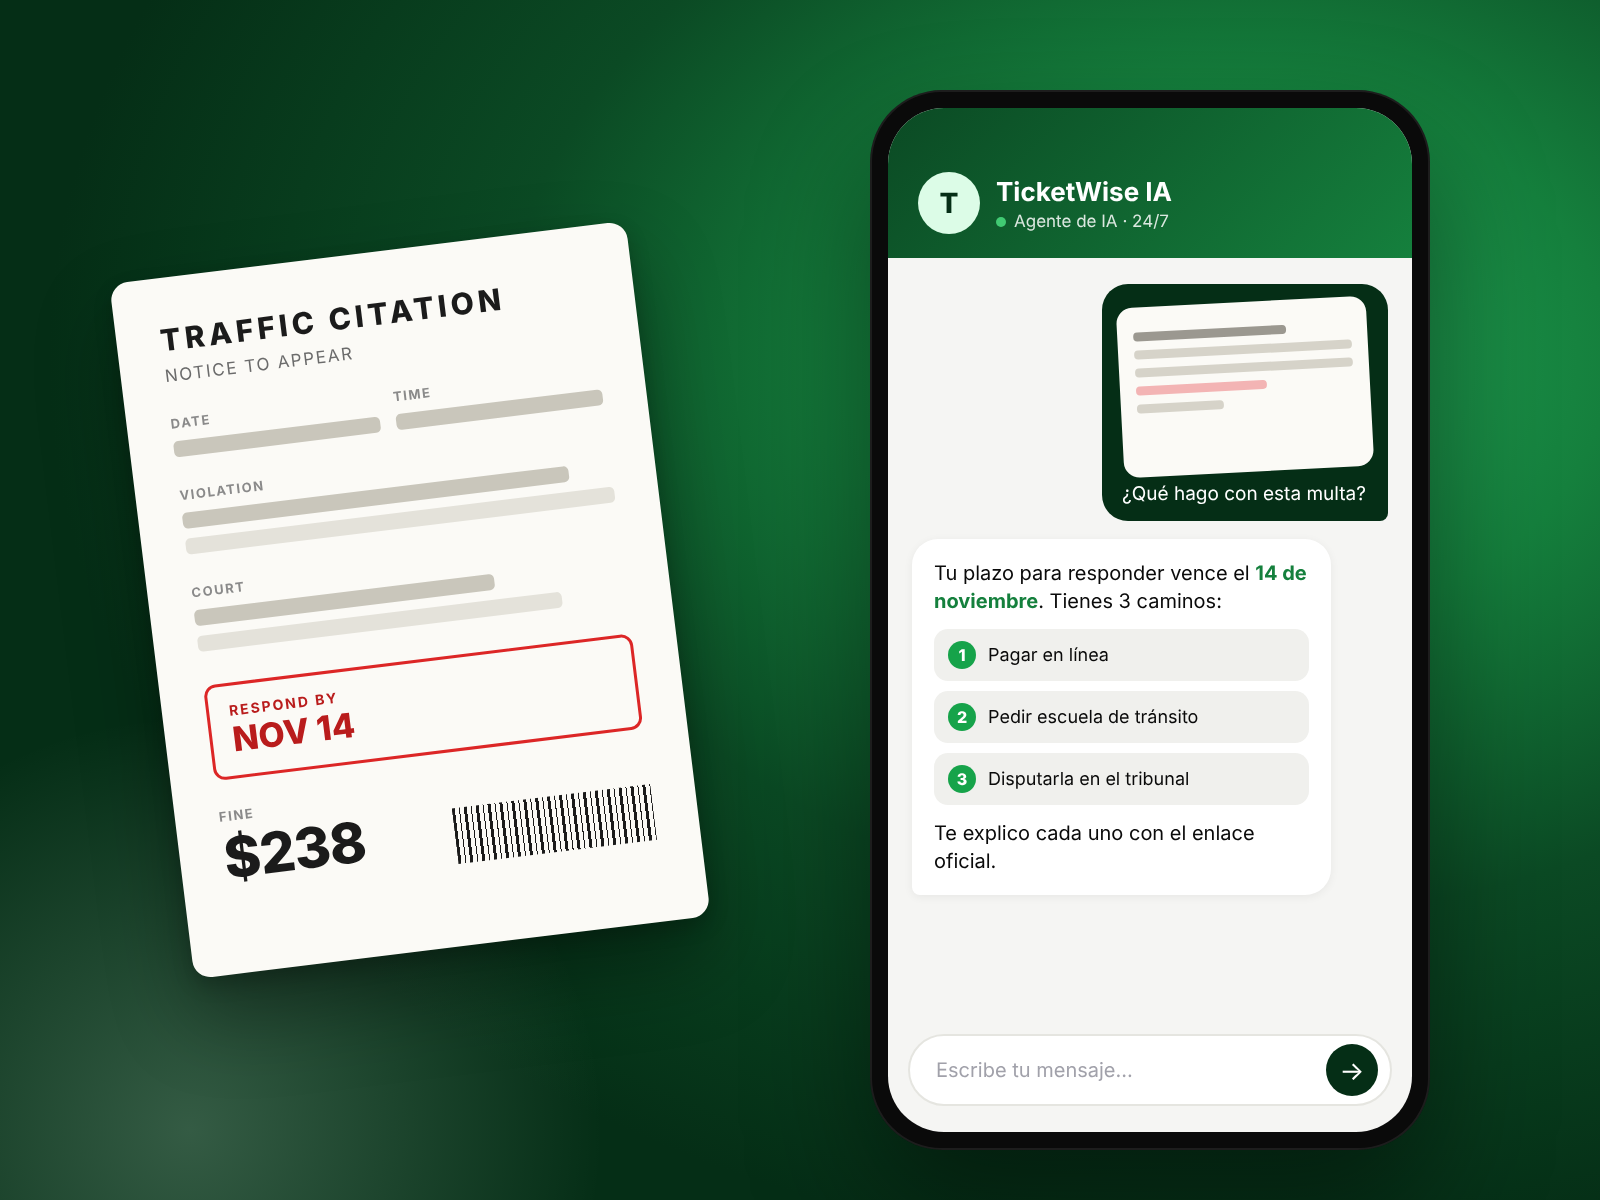 TRAFFIC CITATION
NOTICE TO APPEAR
DATE
TIME
VIOLATION
COURT
RESPOND BY
NOV 14
FINE
$238
T
TicketWise IA
Agente de IA · 24/7
¿Qué hago con esta multa?
Tu plazo para responder vence el 14 de
noviembre. Tienes 3 caminos:
1 Pagar en línea
2 Pedir escuela de tránsito
3 Disputarla en el tribunal
Te explico cada uno con el enlace
oficial.
Escribe tu mensaje...